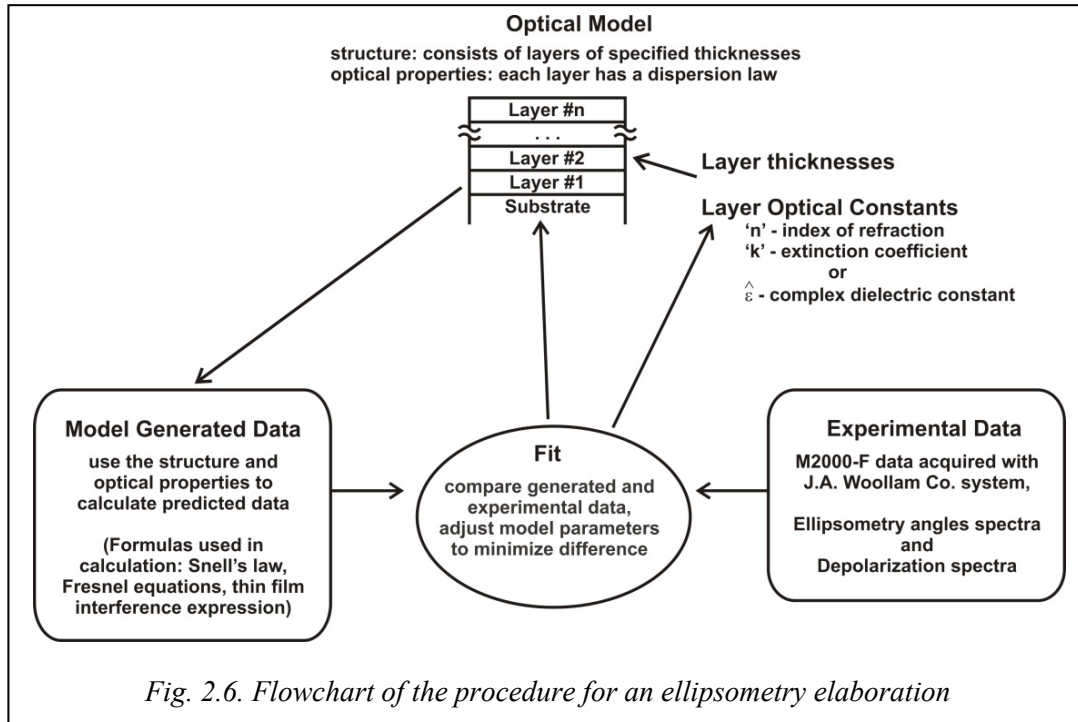 Optical Model
structure: consists of layers of specified thicknesses
optical properties: each layer has a dispersion law
Layer #n
. . .
Layer #2
Layer #1
Substrate
Layer thicknesses
Layer Optical Constants
‘n’ - index of refraction
‘k’ - extinction coefficient
or
ε̂ - complex dielectric constant
Model Generated Data
use the structure and
optical properties to
calculate predicted data
(Formulas used in
calculation: Snell’s law,
Fresnel equations, thin film
interference expression)
Fit
compare generated and
experimental data,
adjust model parameters
to minimize difference
Experimental Data
M2000-F data acquired with
J.A. Woollam Co. system,
Ellipsometry angles spectra
and
Depolarization spectra
Fig. 2.6. Flowchart of the procedure for an ellipsometry elaboration